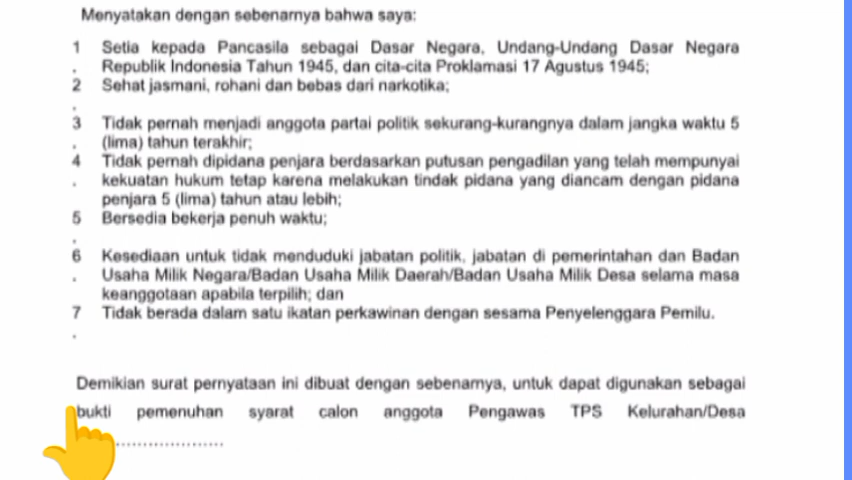 Menyatakan dengan sebenarnya bahwa saya:
1 Setia kepada Pancasila sebagai Dasar Negara, Undang-Undang Dasar Negara
. Republik Indonesia Tahun 1945, dan cita-cita Proklamasi 17 Agustus 1945;
2 Sehat jasmani, rohani dan bebas dari narkotika;
.
3 Tidak pernah menjadi anggota partai politik sekurang-kurangnya dalam jangka waktu 5
. (lima) tahun terakhir;
4 Tidak pernah dipidana penjara berdasarkan putusan pengadilan yang telah mempunyai
. kekuatan hukum tetap karena melakukan tindak pidana yang diancam dengan pidana
penjara 5 (lima) tahun atau lebih;
5 Bersedia bekerja penuh waktu;
.
6 Kesediaan untuk tidak menduduki jabatan politik, jabatan di pemerintahan dan Badan
. Usaha Milik Negara/Badan Usaha Milik Daerah/Badan Usaha Milik Desa selama masa
keanggotaan apabila terpilih; dan
7 Tidak berada dalam satu ikatan perkawinan dengan sesama Penyelenggara Pemilu.
.
Demikian surat pernyataan ini dibuat dengan sebenarnya, untuk dapat digunakan sebagai
bukti pemenuhan syarat calon anggota Pengawas TPS Kelurahan/Desa
....................